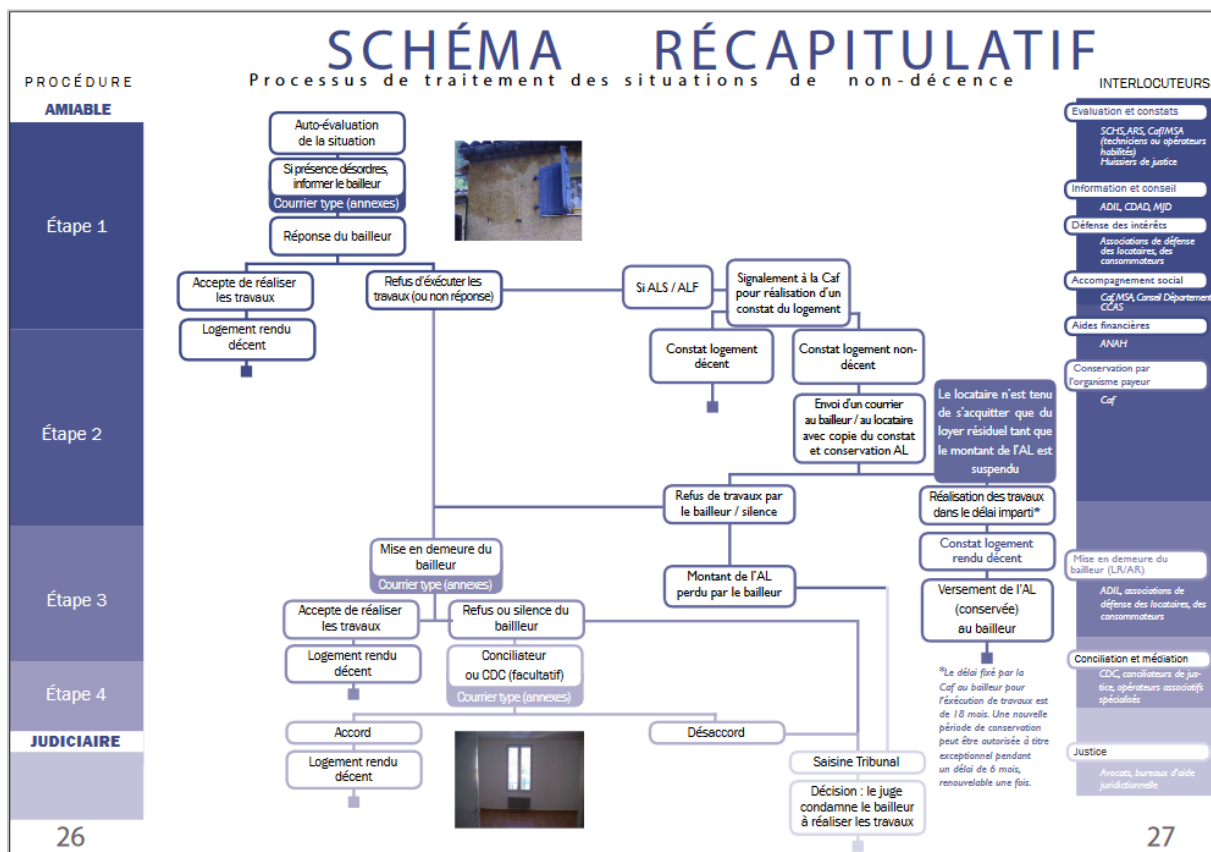 SCHÉMA RÉCAPITULATIF
Processus de traitement des situations de non-décence
PROCÉDURE
AMIABLE
Étape 1
Étape 2
Étape 3
Étape 4
JUDICIAIRE
Auto-évaluation
de la situation
Si présence désordres,
informer le bailleur
Courrier type (annexes)
Réponse du bailleur
Accepte de réaliser
les travaux
Logement rendu
décent
Refus d'éxécuter les
travaux (ou non réponse)
Si ALS / ALF
Signalement à la Caf
pour réalisation d'un
constat du logement
Constat logement
décent
Constat logement non-
décent
Envoi d'un courrier
au bailleur / au locataire
avec copie du constat
et conservation AL
Le locataire n'est tenu
de s'acquitter que du
loyer résiduel tant que
le montant de l'AL est
suspendu
Refus de travaux par
le bailleur / silence
Réalisation des travaux
dans le délai imparti*
Constat logement
rendu décent
Montant de l'AL
perdu par le bailleur
Versement de l'AL
(conservée)
au bailleur
*Le délai fixé par la
Caf au bailleur pour
l'éxécution de travaux est
de 18 mois. Une nouvelle
période de conservation
peut être autorisée à titre
exceptionnel pendant
un délai de 6 mois,
renouvelable une fois.
Mise en demeure du
bailleur
Courrier type (annexes)
Accepte de réaliser
les travaux
Logement rendu
décent
Refus ou silence du
baillleur
Conciliateur
ou CDC (facultatif)
Courrier type (annexes)
Accord
Logement rendu
décent
Désaccord
Saisine Tribunal
Décision : le juge
condamne le bailleur
à réaliser les travaux
INTERLOCUTEURS
Evaluation et constats
SCHS, ARS, Caf/MSA
(techniciens ou opérateurs
habilités)
Huissiers de justice
Information et conseil
ADIL, CDAD, MJD
Défense des intérêts
Associations de défense
des locataires, des
consommateurs
Accompagnement social
Caf, MSA, Conseil Département
CCAS
Aides financières
ANAH
Conservation par
l'organisme payeur
Caf
Mise en demeure du
bailleur (LR/AR)
ADIL, associations de
défense des locataires, des
consommateurs
Conciliation et médiation
CDC, conciliateurs de jus-
tice, opérateurs associatifs
spécialisés
Justice
Avocats, bureaux d'aide
juridictionnelle
26
27